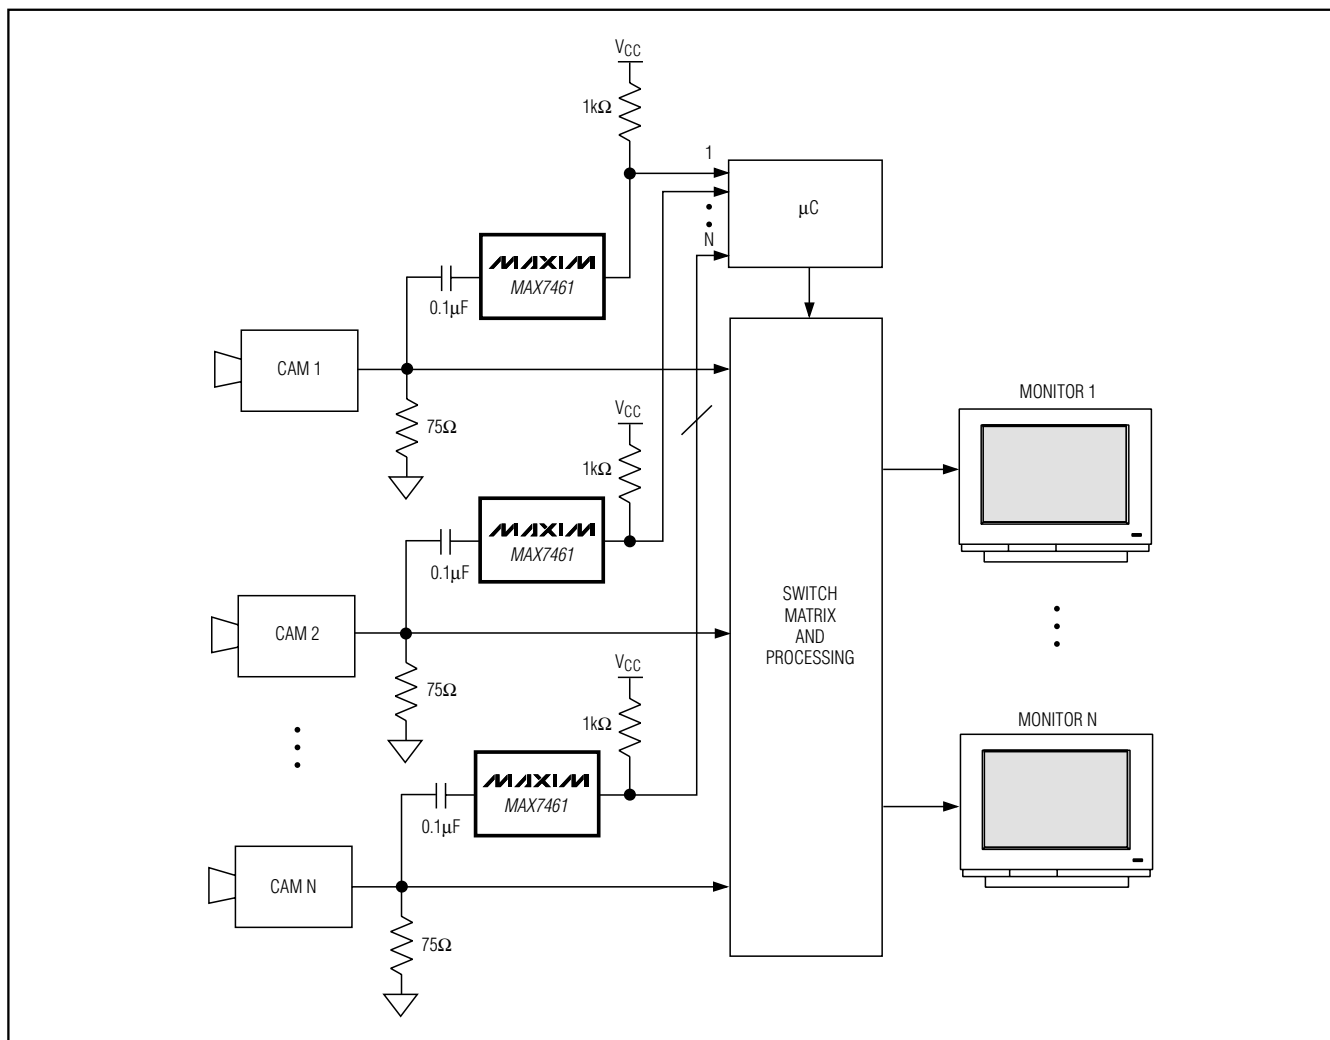 VCC
1kΩ
1
μC
N
MAXIM
MAX7461
0.1μF
CAM 1
75Ω
VCC
1kΩ
MAXIM
MAX7461
0.1μF
CAM 2
75Ω
VCC
1kΩ
MAXIM
MAX7461
0.1μF
CAM N
75Ω
SWITCH
MATRIX
AND
PROCESSING
MONITOR 1
MONITOR N